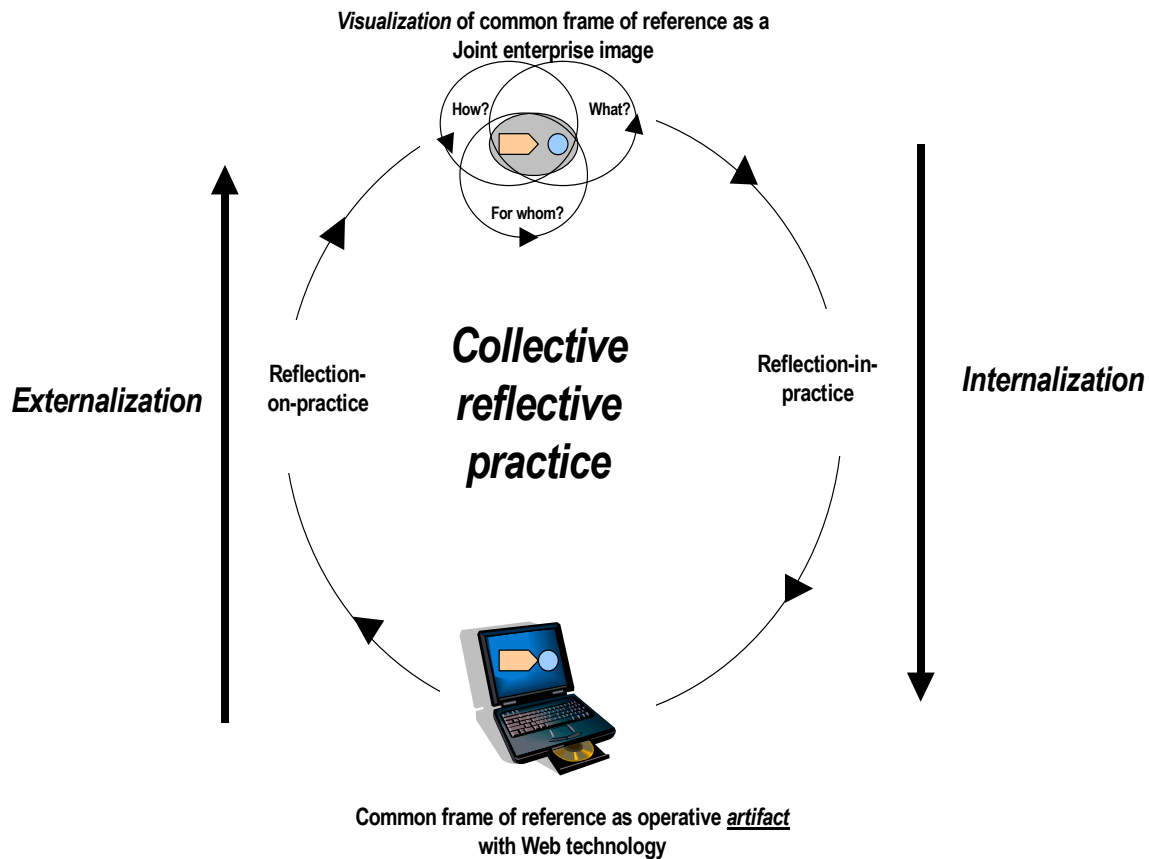 Visualization of common frame of reference as a
Joint enterprise image
How?
What?
For whom?
Collective
reflective
practice
Externalization
Reflection-
on-practice
Reflection-in-
practice
Internalization
Common frame of reference as operative artifact
with Web technology